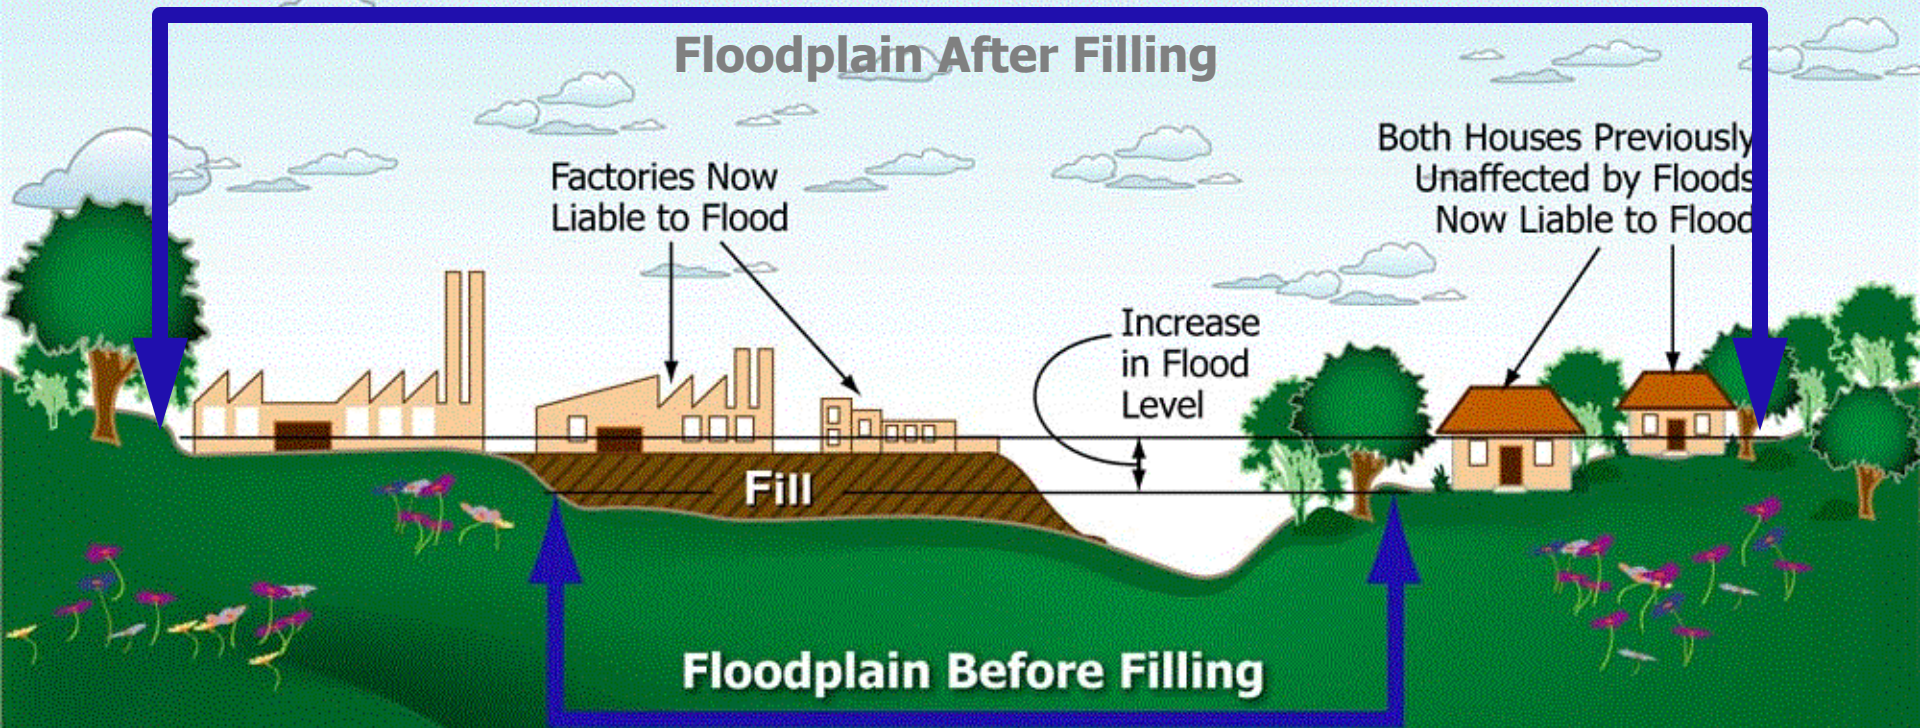 Floodplain After Filling
Factories Now
Liable to Flood
Both Houses Previously
Unaffected by Floods
Now Liable to Flood
Increase
in Flood
Level
Fill
Floodplain Before Filling